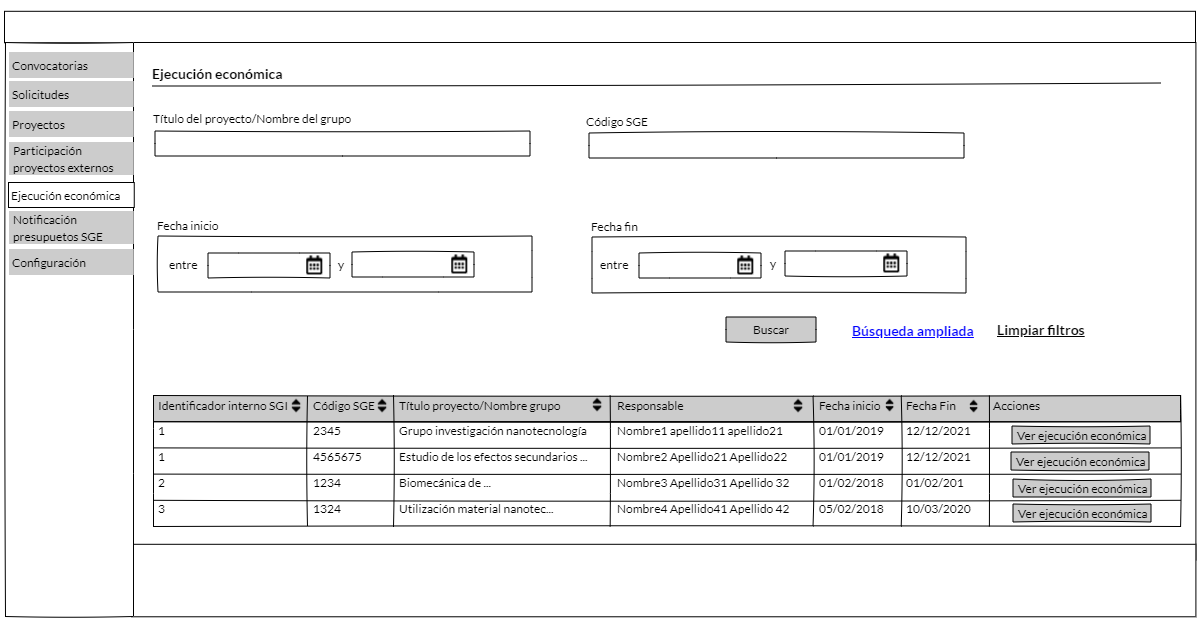 Convocatorias
Solicitudes
Proyectos
Participación
proyectos externos
Ejecución económica
Notificación
presupuetos SGE
Configuración
Ejecución económica
Título del proyecto/Nombre del grupo
Código SGE
Fecha inicio
entre y
Fecha fin
entre y
Buscar Búsqueda ampliada Limpiar filtros
Identificador interno SGI Código SGE Título proyecto/Nombre grupo Responsable Fecha inicio Fecha Fin Acciones
1 2345 Grupo investigación nanotecnología Nombre1 apellido11 apellido21 01/01/2019 12/12/2021 Ver ejecución económica
1 4565675 Estudio de los efectos secundarios ... Nombre2 Apellido21 Apellido22 01/01/2019 12/12/2021 Ver ejecución económica
2 1234 Biomecánica de ... Nombre3 Apellido31 Apellido 32 01/02/2018 01/02/201 Ver ejecución económica
3 1324 Utilización material nanotec... Nombre4 Apellido41 Apellido 42 05/02/2018 10/03/2020 Ver ejecución económica